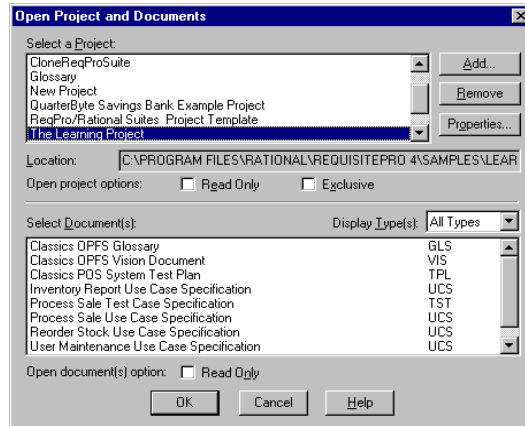 Open Project and Documents
Select a Project:
CloneReqProSuite
Glossary
New Project
QuarterByte Savings Bank Example Project
ReqPro/Rational Suites Project Template
The Learning Project
Add...
Remove
Properties...
Location: C:\PROGRAM FILES\RATIONAL\REQUISITEPRO 4\SAMPLES\LEAR
Open project options: Read Only Exclusive
Select Document(s): Display Type(s): All Types
Classics OPFS Glossary GLS
Classics OPFS Vision Document VIS
Classics POS System Test Plan TPL
Inventory Report Use Case Specification UCS
Process Sale Test Case Specification TST
Process Sale Use Case Specification UCS
Reorder Stock Use Case Specification UCS
User Maintenance Use Case Specification UCS
Open document(s) option: Read Only
OK Cancel Help